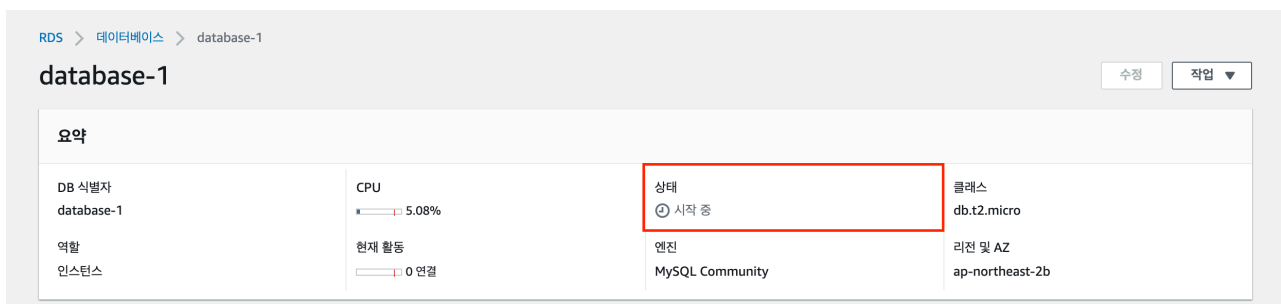 RDS > 데이터베이스 > database-1
database-1
수정 작업 ▼
요약
DB 식별자 CPU 상태 클래스
database-1 5.08% 시작 중 db.t2.micro
역할 현재 활동 엔진 리전 및 AZ
인스턴스 0 연결 MySQL Community ap-northeast-2b